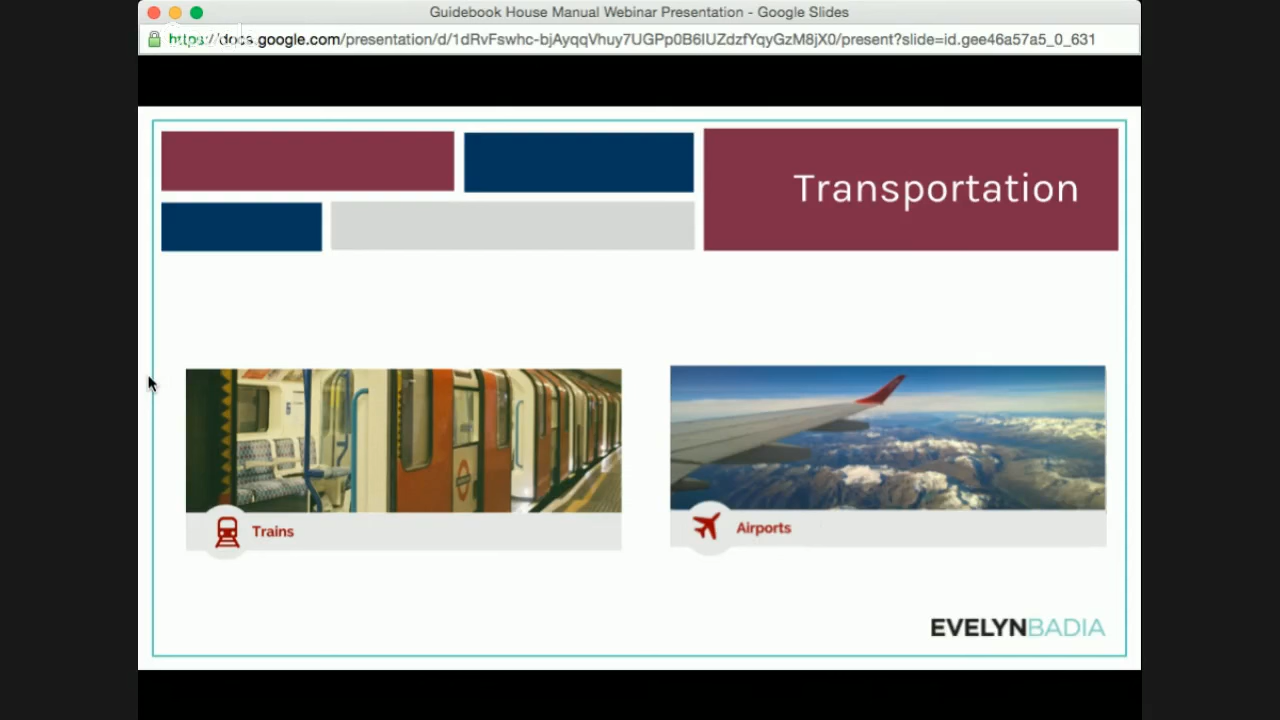 Guidebook House Manual Webinar Presentation - Google Slides
https://docs.google.com/presentation/d/1dRvFswhc-bjAyqqVhuy7UGPp0B6IUZdzfYqyGzM8jX0/present?slide=id.gee46a57a5_0_631
Transportation
Trains
Airports
EVELYNBADIA